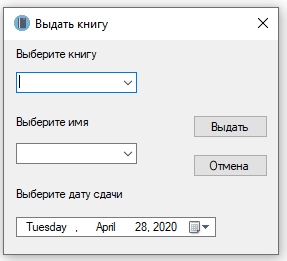 Выдать книгу
Выберите книгу
Выберите имя
Выдать
Отмена
Выберите дату сдачи
Tuesday , April 28, 2020